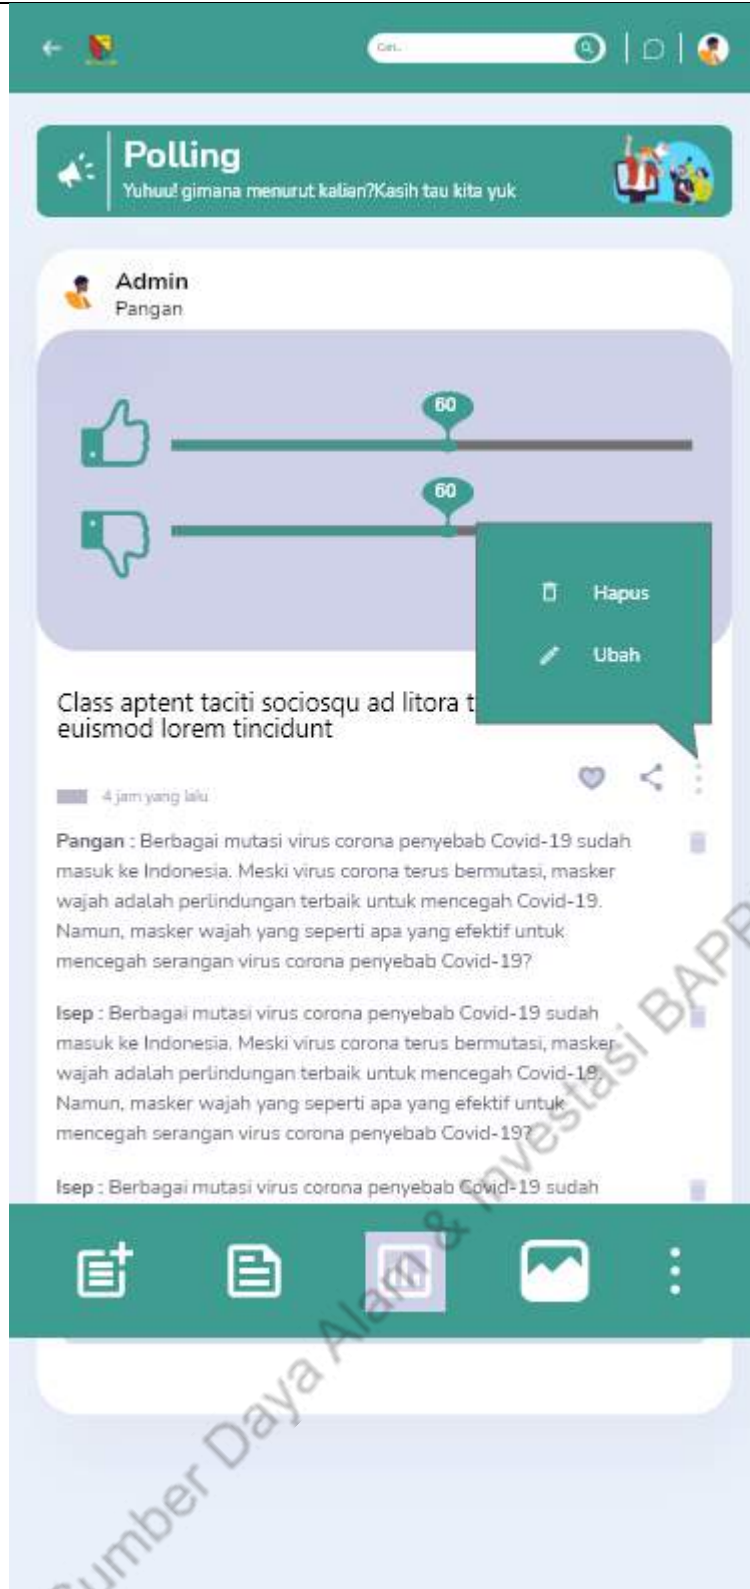 Cari..
Polling
Yuhuu! gimana menurut kalian?Kasih tau kita yuk
Admin
Pangan
60
60
Hapus
Ubah
Class aptent taciti sociosqu ad litora t
euismod lorem tincidunt
4 jam yang lalu
Pangan : Berbagai mutasi virus corona penyebab Covid-19 sudah
masuk ke Indonesia. Meski virus corona terus bermutasi, masker
wajah adalah perlindungan terbaik untuk mencegah Covid-19.
Namun, masker wajah yang seperti apa yang efektif untuk
mencegah serangan virus corona penyebab Covid-19?
Isep : Berbagai mutasi virus corona penyebab Covid-19 sudah
masuk ke Indonesia. Meski virus corona terus bermutasi, masker
wajah adalah perlindungan terbaik untuk mencegah Covid-19.
Namun, masker wajah yang seperti apa yang efektif untuk
mencegah serangan virus corona penyebab Covid-19?
Isep : Berbagai mutasi virus corona penyebab Covid-19 sudah
Sumber Daya Alam & Investasi BAPP